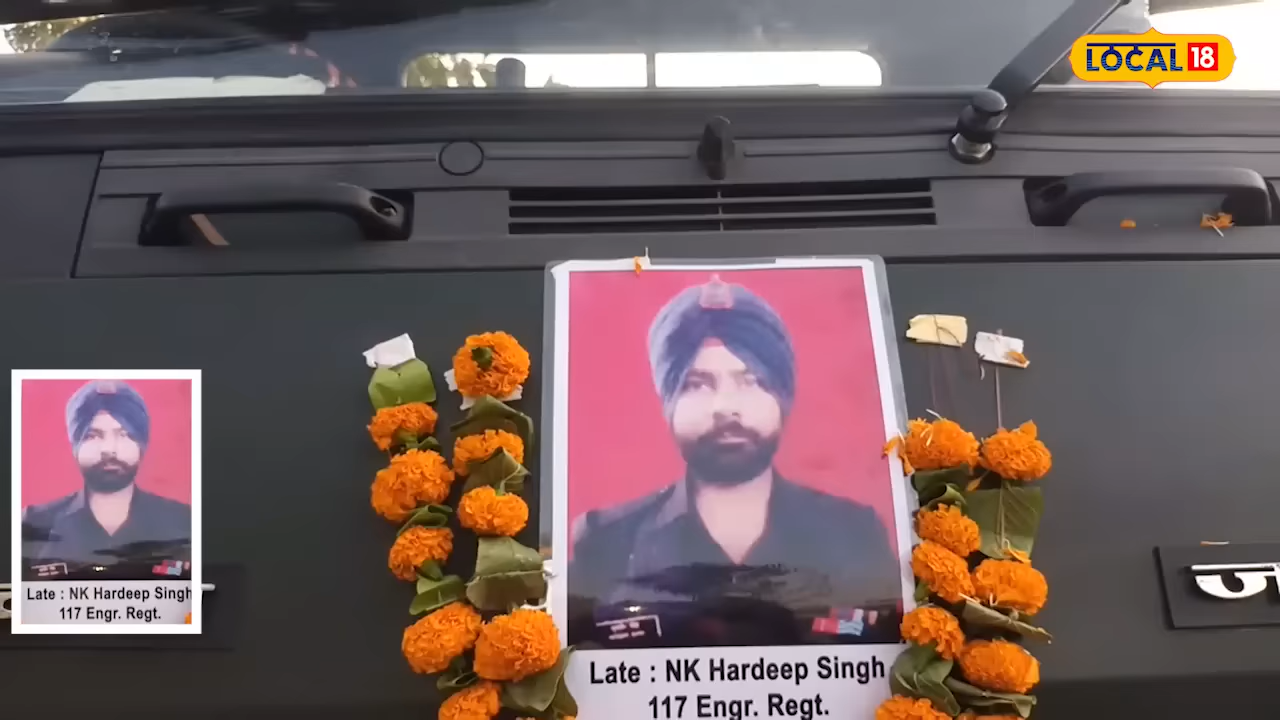 LOCAL 18
Late : NK Hardeep Singh
117 Engr. Regt.
Late : NK Hardeep Singh
117 Engr. Regt.